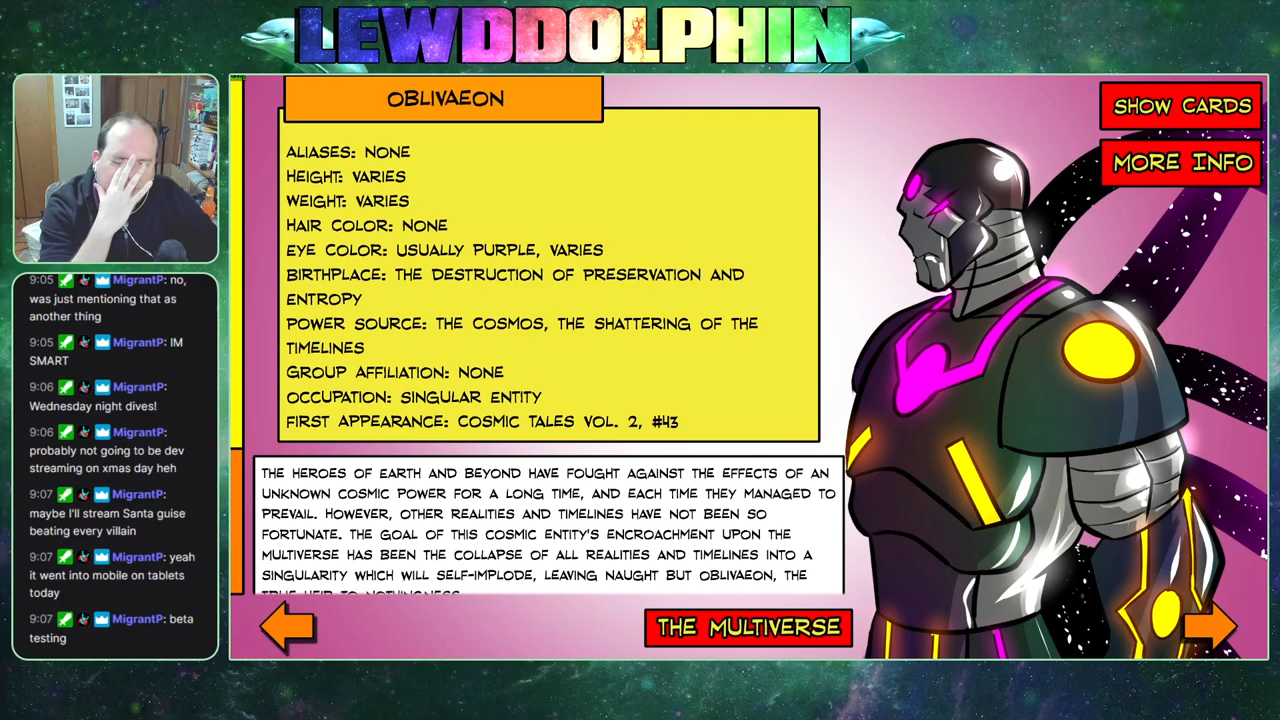 LEWDDOLPHIN
OBLIVAEON
ALIASES: NONE
HEIGHT: VARIES
WEIGHT: VARIES
HAIR COLOR: NONE
EYE COLOR: USUALLY PURPLE, VARIES
BIRTHPLACE: THE DESTRUCTION OF PRESERVATION AND
ENTROPY
POWER SOURCE: THE COSMOS, THE SHATTERING OF THE
TIMELINES
GROUP AFFILIATION: NONE
OCCUPATION: SINGULAR ENTITY
FIRST APPEARANCE: COSMIC TALES VOL. 2, #43
SHOW CARDS
MORE INFO
THE HEROES OF EARTH AND BEYOND HAVE FOUGHT AGAINST THE EFFECTS OF AN
UNKNOWN COSMIC POWER FOR A LONG TIME, AND EACH TIME THEY MANAGED TO
PREVAIL. HOWEVER, OTHER REALITIES AND TIMELINES HAVE NOT BEEN SO
FORTUNATE. THE GOAL OF THIS COSMIC ENTITY'S ENCROACHMENT UPON THE
MULTIVERSE HAS BEEN THE COLLAPSE OF ALL REALITIES AND TIMELINES INTO A
SINGULARITY WHICH WILL SELF-IMPLODE, LEAVING NAUGHT BUT OBLIVAEON, THE
TRUE HEIR TO NOTHINGNESS.
THE MULTIVERSE
9:05 MigrantP: no,
was just mentioning that as
another thing
9:05 MigrantP: IM
SMART
9:06 MigrantP:
Wednesday night dives!
9:06 MigrantP:
probably not going to be dev
streaming on xmas day heh
9:07 MigrantP:
maybe I'll stream Santa guise
beating every villain
9:07 MigrantP: yeah
it went into mobile on tablets
today
9:07 MigrantP: beta
testing